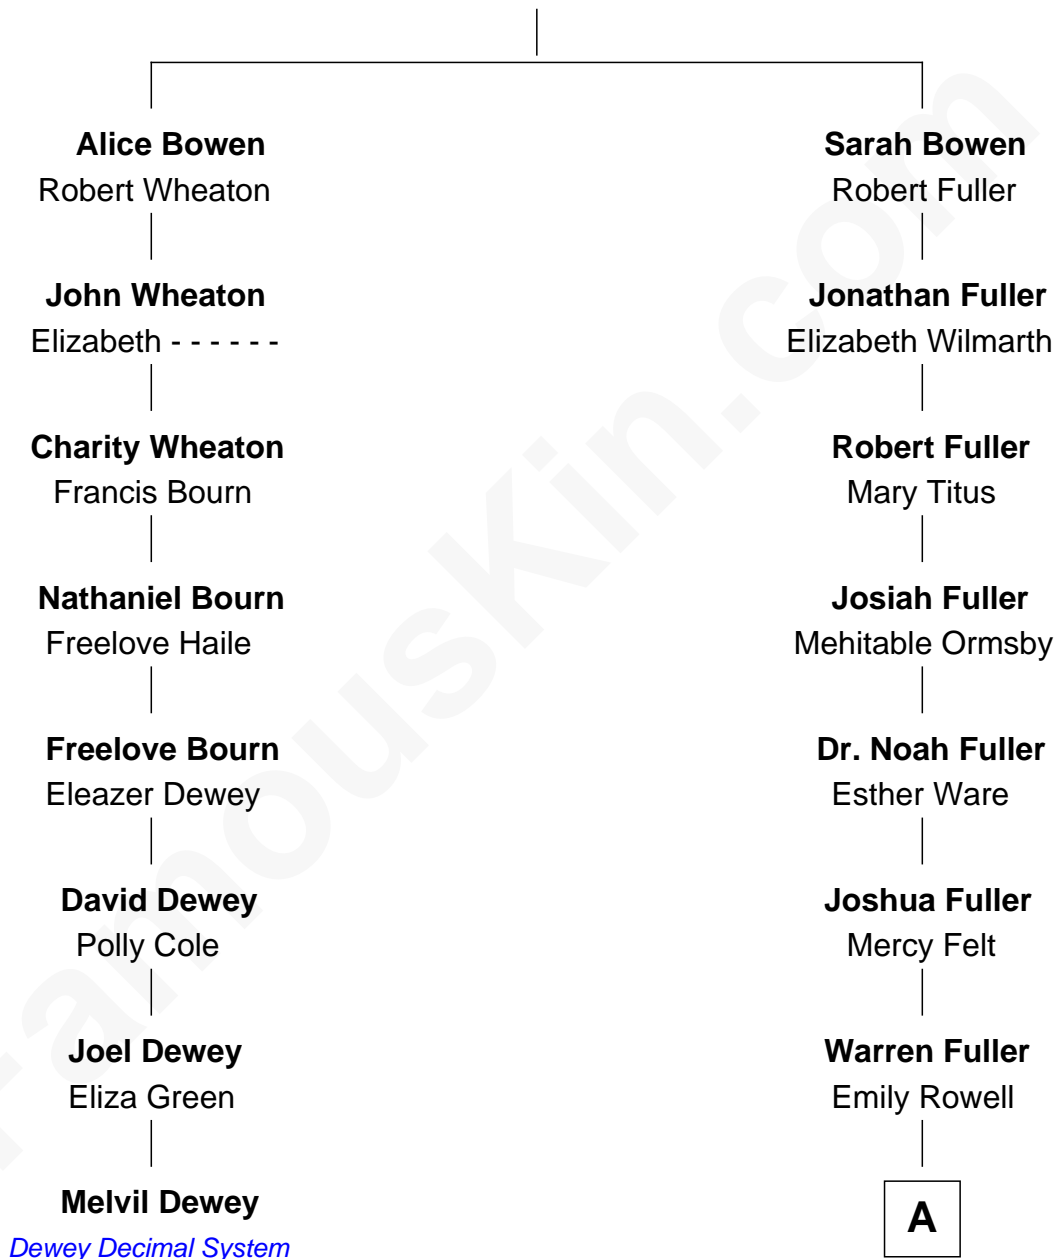 Alice Bowen
Robert Wheaton
John Wheaton
Elizabeth - - - - - -
Charity Wheaton
Francis Bourn
Nathaniel Bourn
Freelove Haile
Freelove Bourn
Eleazer Dewey
David Dewey
Polly Cole
Joel Dewey
Eliza Green
Melvil Dewey
Dewey Decimal System
Sarah Bowen
Robert Fuller
Jonathan Fuller
Elizabeth Wilmarth
Robert Fuller
Mary Titus
Josiah Fuller
Mehitable Ormsby
Dr. Noah Fuller
Esther Ware
Joshua Fuller
Mercy Felt
Warren Fuller
Emily Rowell
A
FamousKin.com